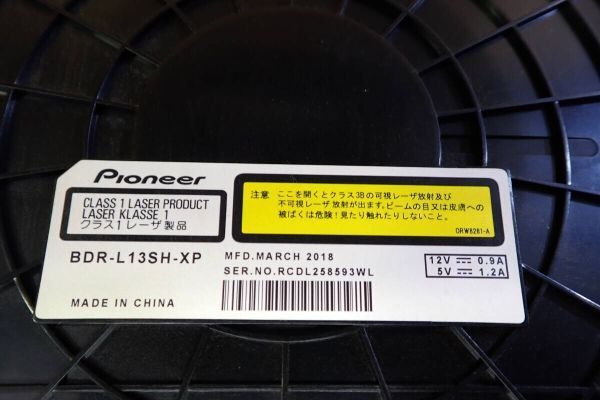 Pioneer
CLASS 1 LASER PRODUCT
LASER KLASSE 1
クラス1 レーザ製品
注意 ここを開くとクラス3Bの可視レーザ放射及び
不可視レーザ放射が出ます。ビームの目又は皮膚への
被ばくは危険!見たり触れたりしないこと。
DRW8281-A
BDR-L13SH-XP
MFD.MARCH 2018
SER.NO.RCDL258593WL
12V ⎓ 0.9A
5V ⎓ 1.2A
MADE IN CHINA